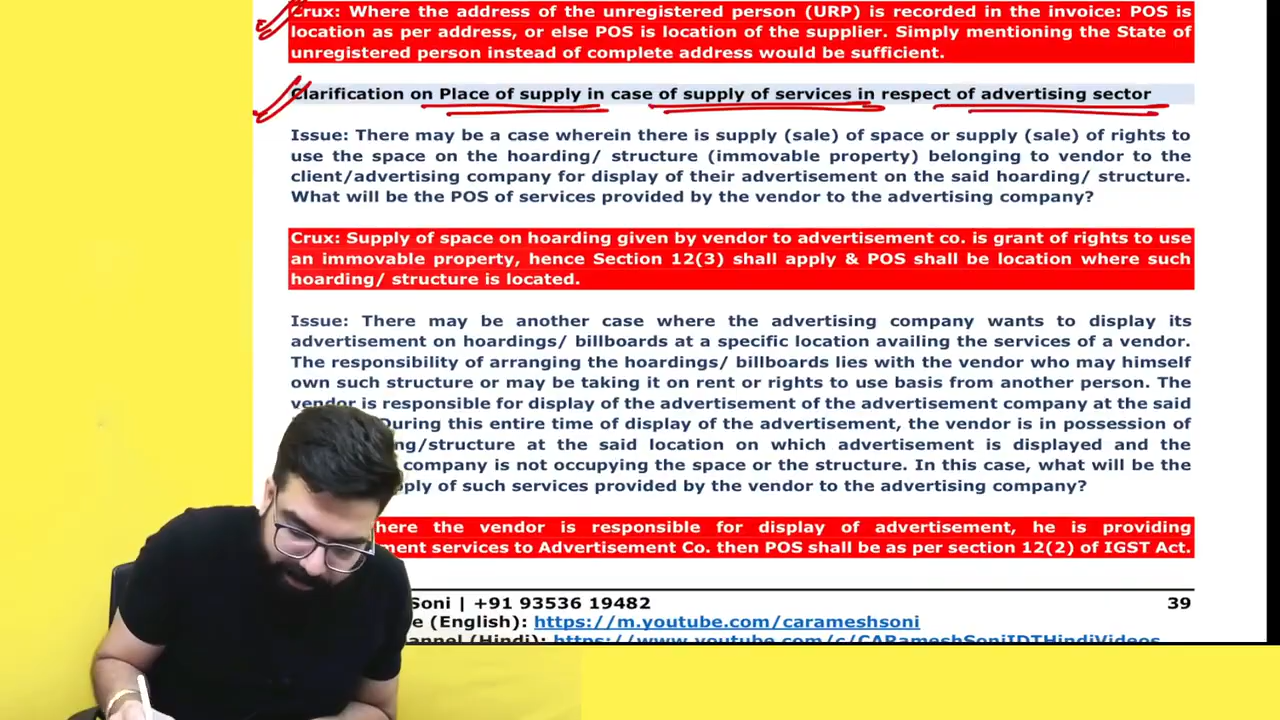 Crux: Where the address of the unregistered person (URP) is recorded in the invoice: POS is
location as per address, or else POS is location of the supplier. Simply mentioning the State of
unregistered person instead of complete address would be sufficient.
Clarification on Place of supply in case of supply of services in respect of advertising sector
Issue: There may be a case wherein there is supply (sale) of space or supply (sale) of rights to
use the space on the hoarding/ structure (immovable property) belonging to vendor to the
client/advertising company for display of their advertisement on the said hoarding/ structure.
What will be the POS of services provided by the vendor to the advertising company?
Crux: Supply of space on hoarding given by vendor to advertisement co. is grant of rights to use
an immovable property, hence Section 12(3) shall apply & POS shall be location where such
hoarding/ structure is located.
Issue: There may be another case where the advertising company wants to display its
advertisement on hoardings/ billboards at a specific location availing the services of a vendor.
The responsibility of arranging the hoardings/ billboards lies with the vendor who may himself
own such structure or may be taking it on rent or rights to use basis from another person. The
vendor is responsible for display of the advertisement of the advertisement company at the said
During this entire time of display of the advertisement, the vendor is in possession of
ng/structure at the said location on which advertisement is displayed and the
company is not occupying the space or the structure. In this case, what will be the
pply of such services provided by the vendor to the advertising company?
here the vendor is responsible for display of advertisement, he is providing
ment services to Advertisement Co. then POS shall be as per section 12(2) of IGST Act.
Soni | +91 93536 19482 39
e (English): https://m.youtube.com/carameshsoni
annel (Hindi): https://www.youtube.com/c/CARameshSoniIDTHindiVideos